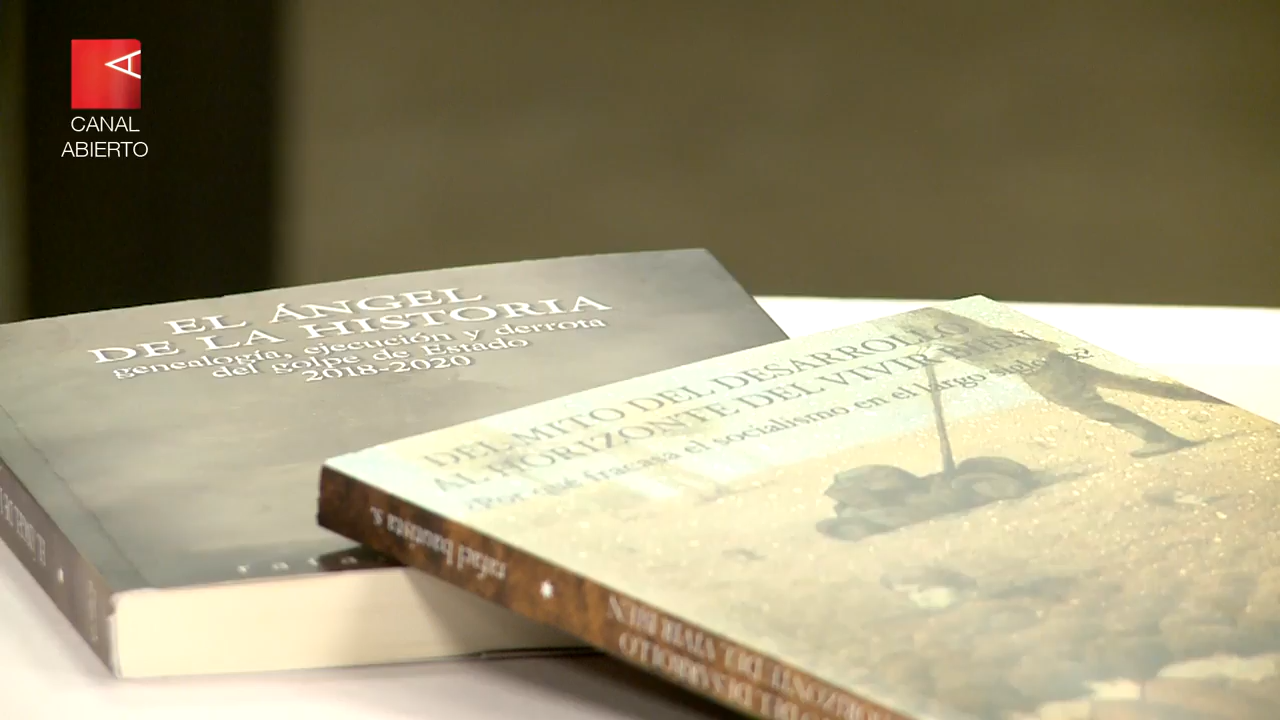 CANAL
ABIERTO
EL ÁNGEL
DE LA HISTORIA
genealogía, ejecución y derrota
del golpe de Estado
2018-2020
DEL MITO DEL DESARROLLO
AL HORIZONTE DEL VIVIR BIEN
¿Por qué fracasa el socialismo en el largo siglo xx?
rafael bautista s.